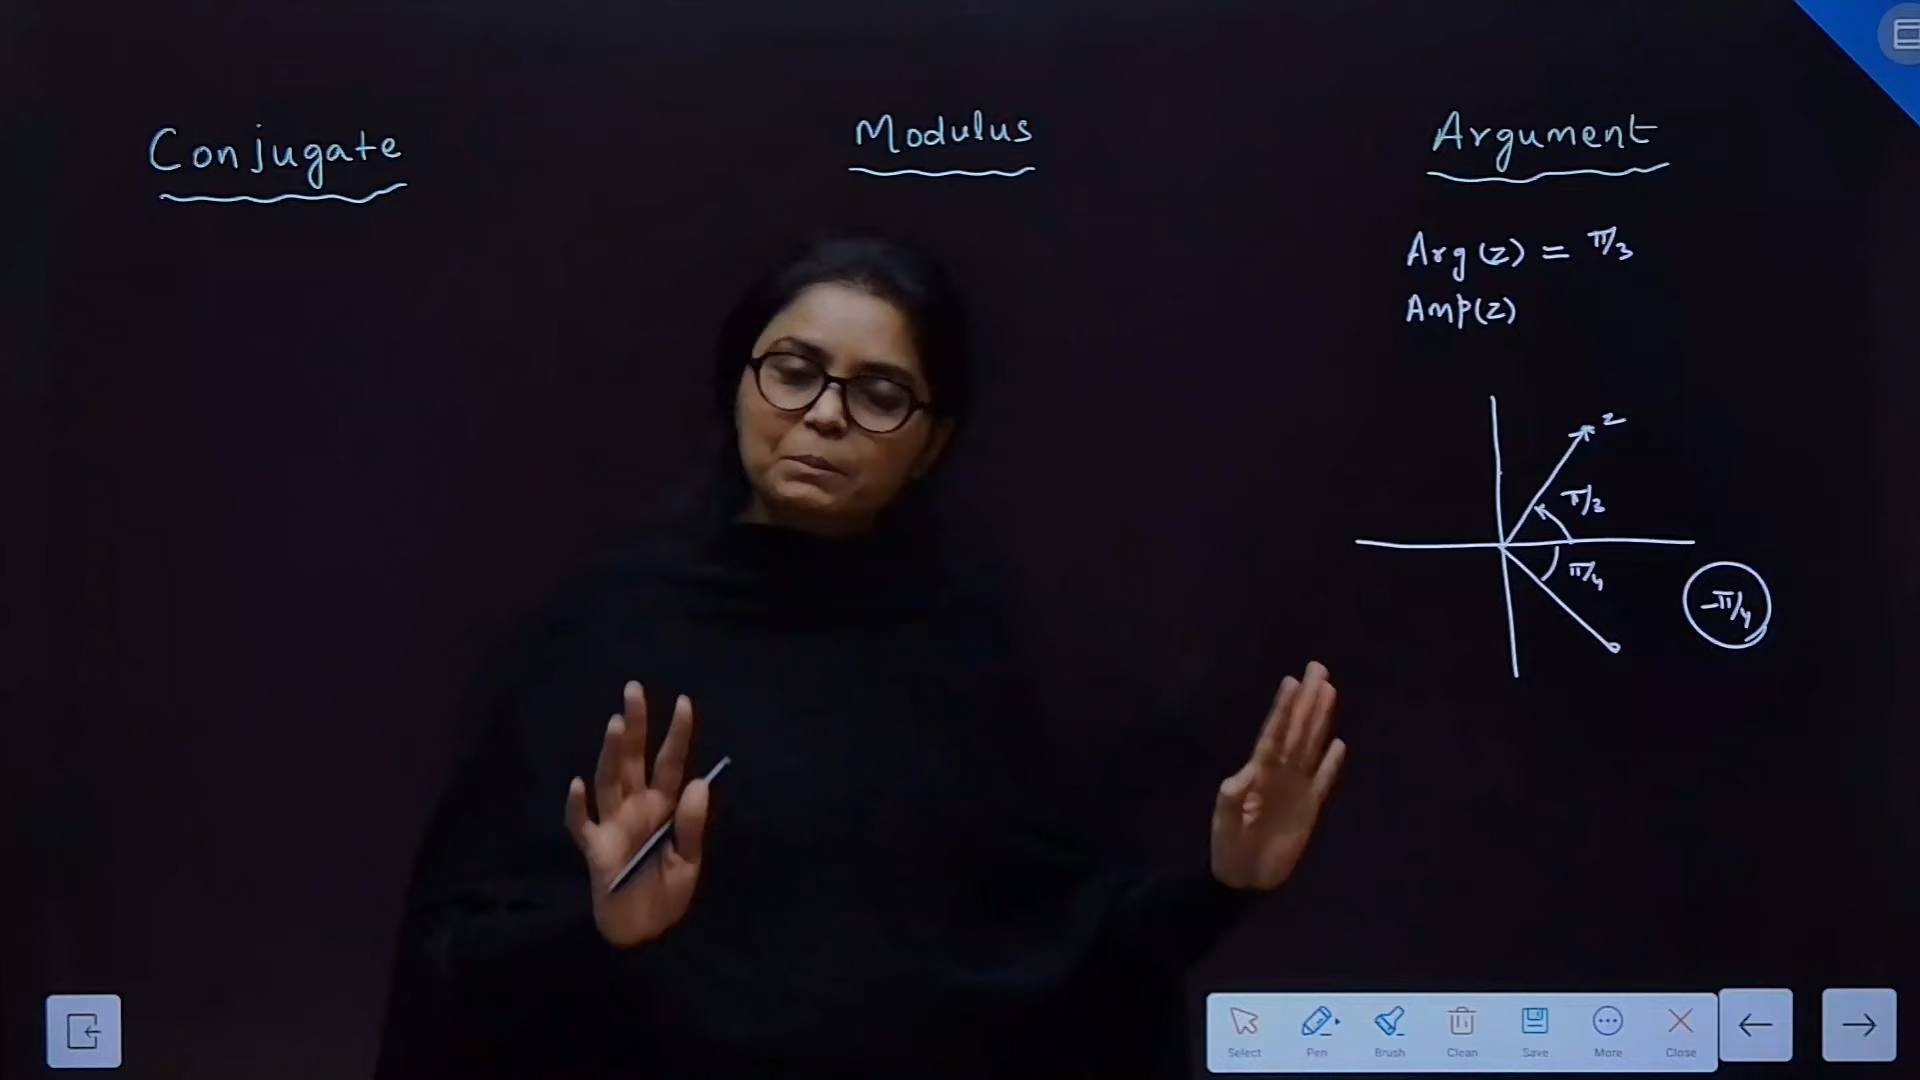 Conjugate
Modulus
Argument
Arg(z) = π/3
Amp(z)
z
π/3
π/4
-π/4
Select
Pen
Brush
Clean
Save
More
Close